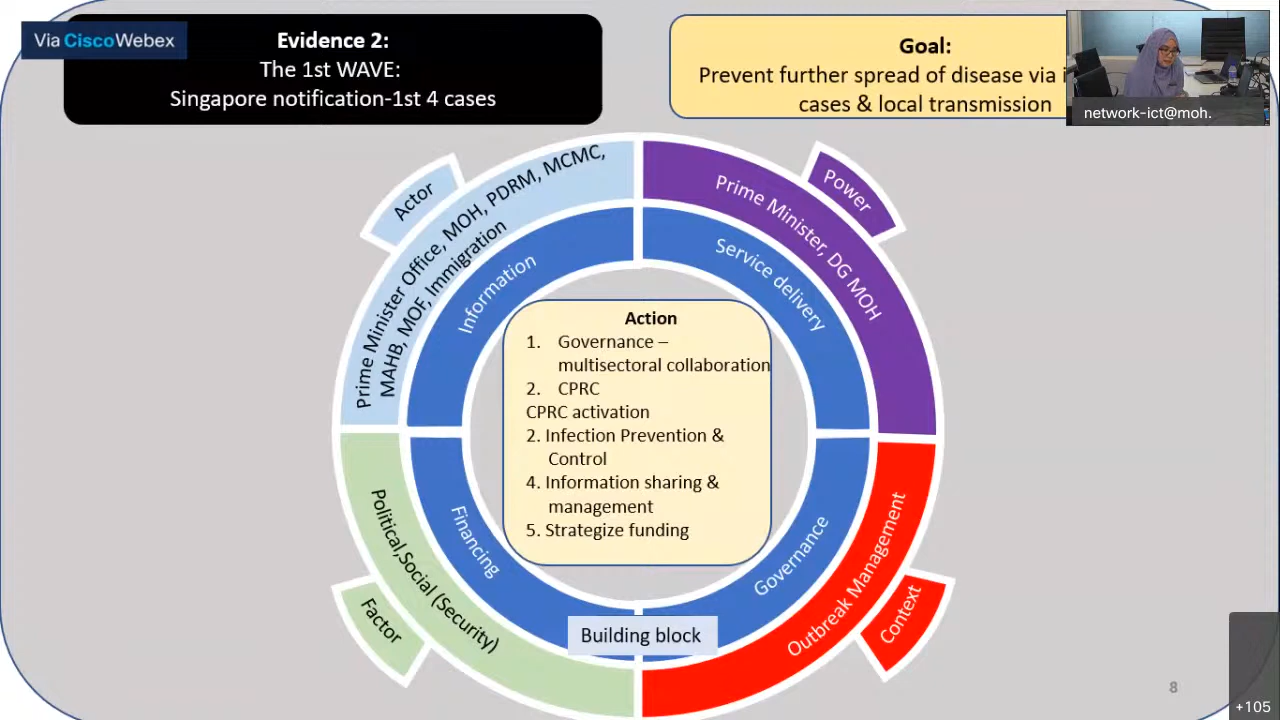 Via CiscoWebex
Evidence 2:
The 1st WAVE:
Singapore notification-1st 4 cases
Goal:
Prevent further spread of disease via
cases & local transmission
network-ict@moh.
Actor
Prime Minister Office, MOH, PDRM, MCMC,
MAHB, MOF, Immigration
Information
Power
Prime Minister, DG MOH
Service delivery
Action
1. Governance –
multisectoral collaboration
2. CPRC
CPRC activation
2. Infection Prevention &
Control
4. Information sharing &
management
5. Strategize funding
Financing
Political,Social (Security)
Factor
Governance
Outbreak Management
Context
Building block
8
+105